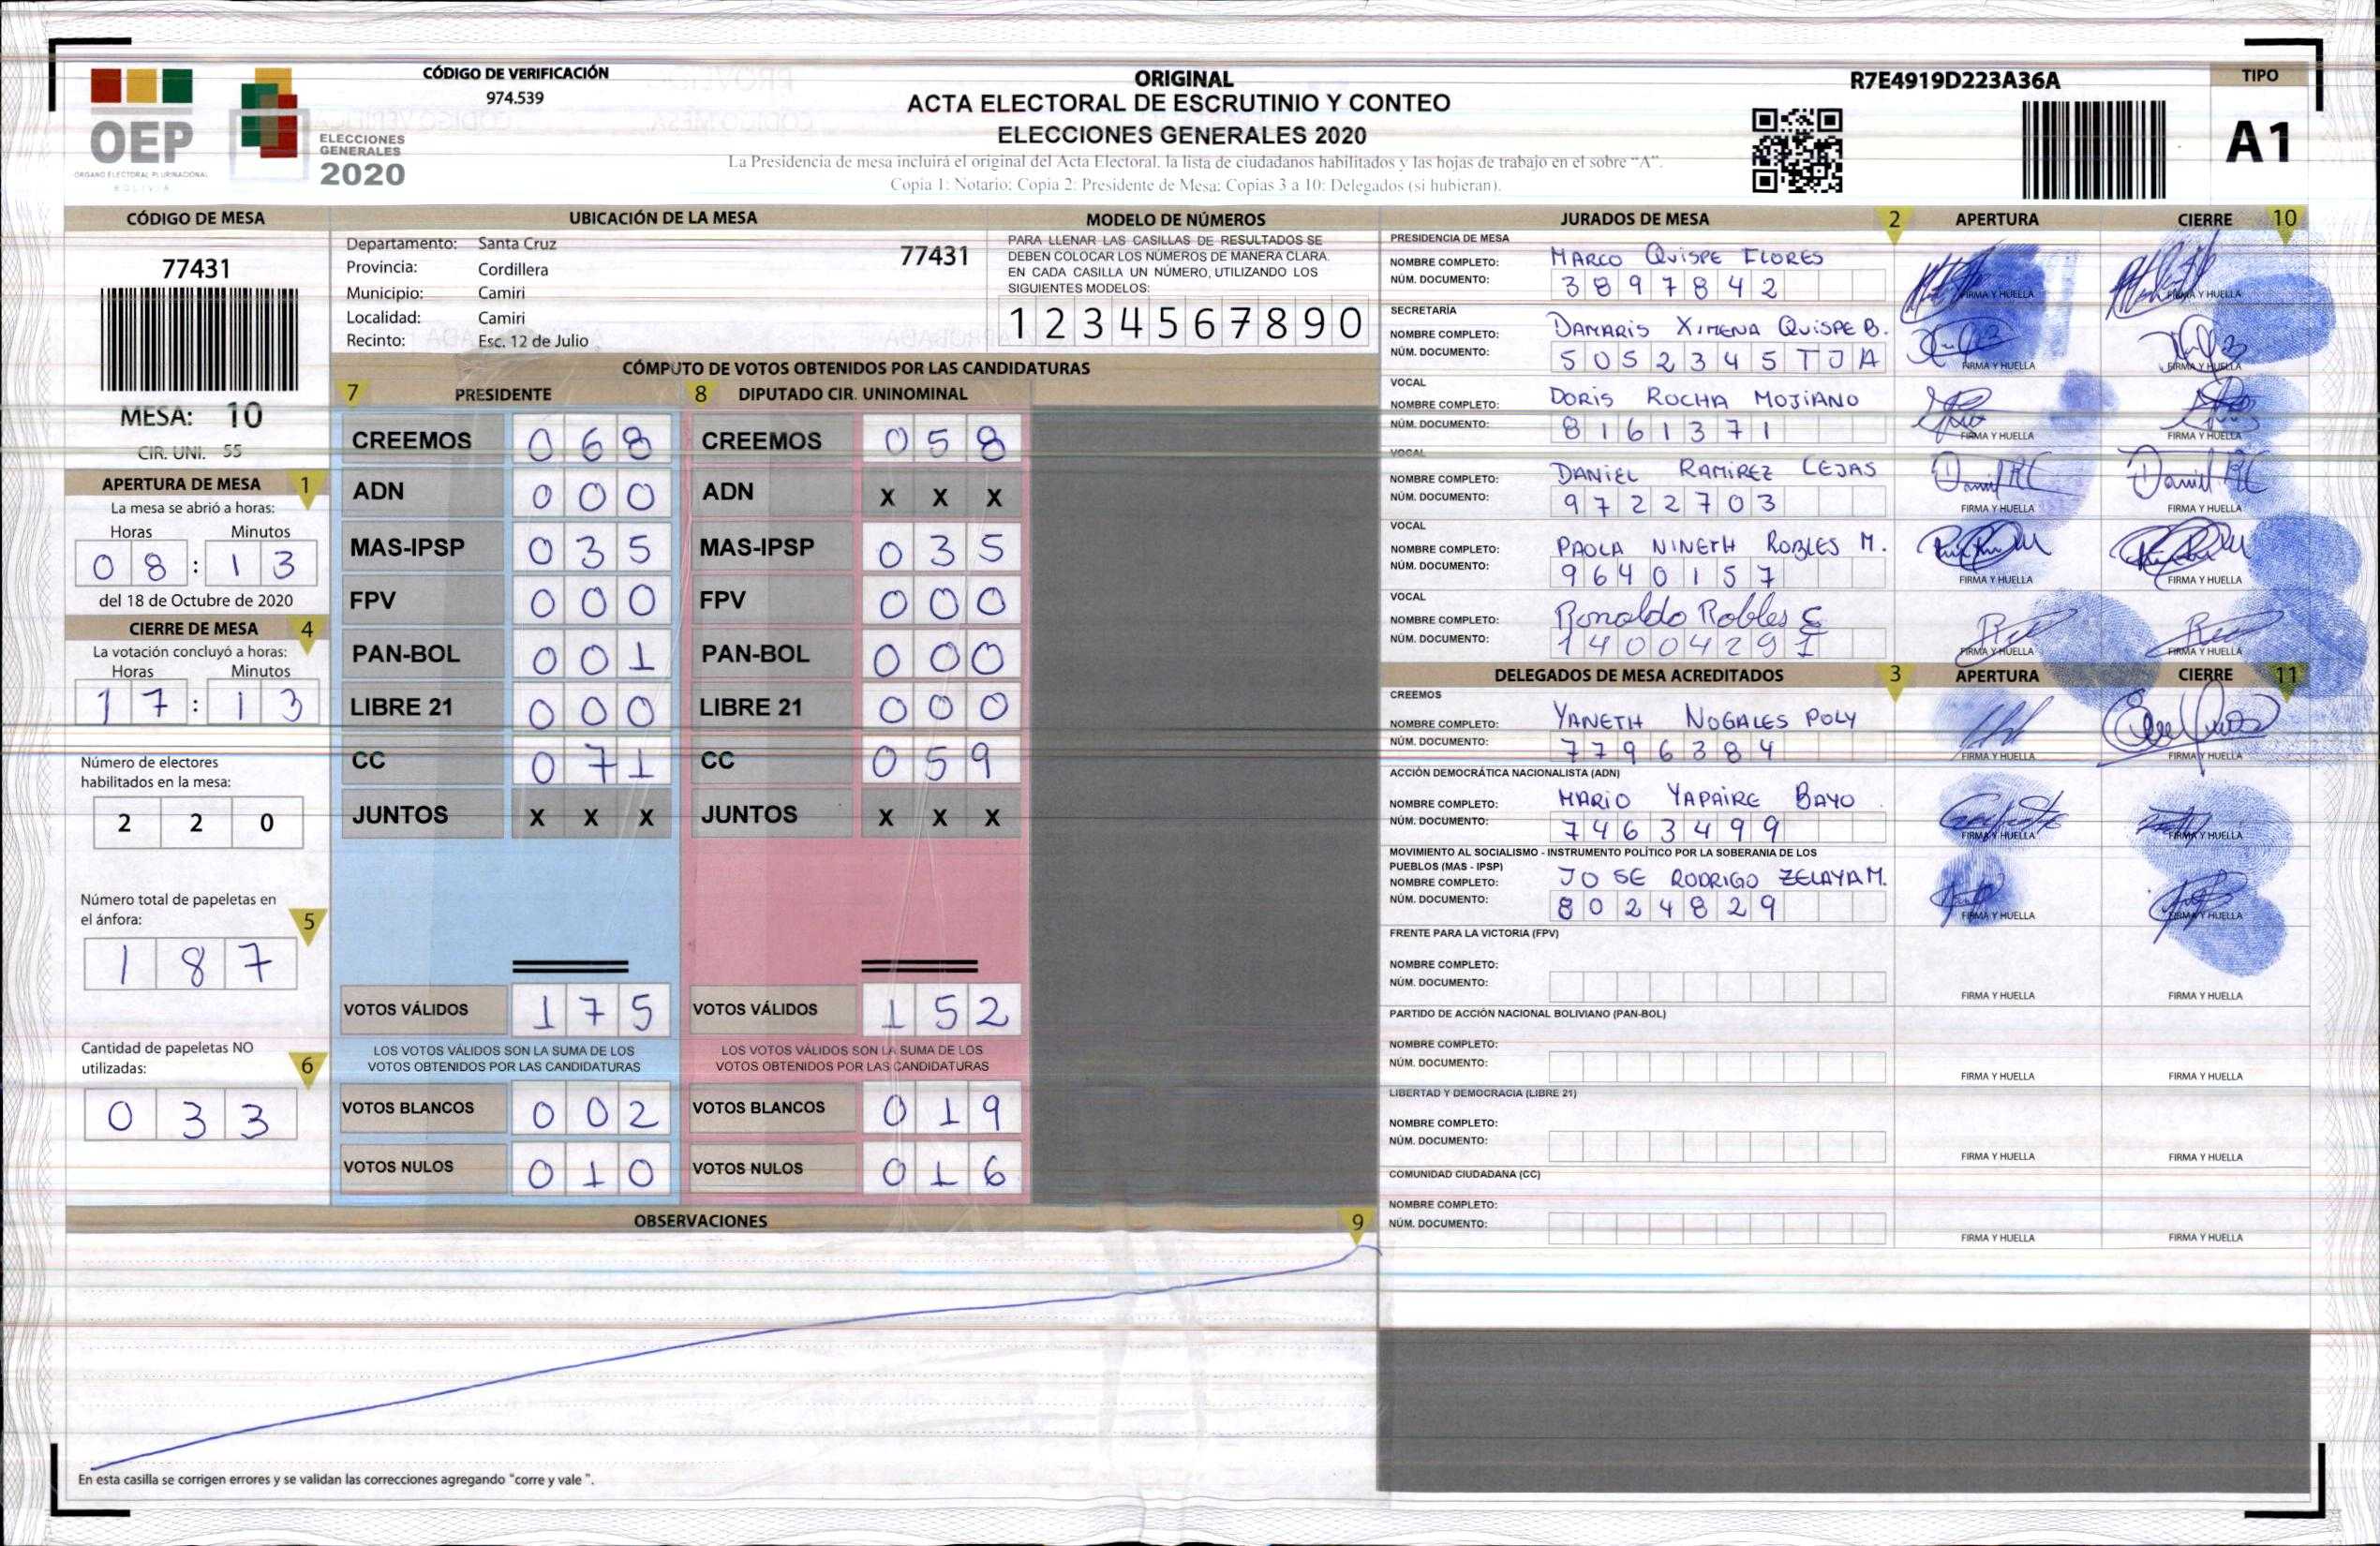 OEP
ÓRGANO ELECTORAL PLURINACIONAL
BOLIVIA
ELECCIONES
GENERALES
2020
CÓDIGO DE VERIFICACIÓN
974.539
ORIGINAL
ACTA ELECTORAL DE ESCRUTINIO Y CONTEO
ELECCIONES GENERALES 2020
La Presidencia de mesa incluirá el original del Acta Electoral, la lista de ciudadanos habilitados y las hojas de trabajo en el sobre "A".
Copia 1: Notario; Copia 2: Presidente de Mesa; Copias 3 a 10: Delegados (si hubieran).
R7E4919D223A36A
TIPO
A1
CÓDIGO DE MESA
77431
MESA: 10
CIR. UNI. 55
APERTURA DE MESA 1
La mesa se abrió a horas:
Horas Minutos
08 : 13
del 18 de Octubre de 2020
CIERRE DE MESA 4
La votación concluyó a horas:
Horas Minutos
17 : 13
Número de electores
habilitados en la mesa:
2 2 0
Número total de papeletas en
el ánfora: 5
1 8 7
Cantidad de papeletas NO
utilizadas: 6
0 3 3
UBICACIÓN DE LA MESA
Departamento: Santa Cruz 77431
Provincia: Cordillera
Municipio: Camiri
Localidad: Camiri
Recinto: Esc. 12 de Julio
MODELO DE NÚMEROS
PARA LLENAR LAS CASILLAS DE RESULTADOS SE
DEBEN COLOCAR LOS NÚMEROS DE MANERA CLARA.
EN CADA CASILLA UN NÚMERO, UTILIZANDO LOS
SIGUIENTES MODELOS:
1 2 3 4 5 6 7 8 9 0
CÓMPUTO DE VOTOS OBTENIDOS POR LAS CANDIDATURAS
7 PRESIDENTE 8 DIPUTADO CIR. UNINOMINAL
CREEMOS 0 6 8 CREEMOS 0 5 8
ADN 0 0 0 ADN X X X
MAS-IPSP 0 3 5 MAS-IPSP 0 3 5
FPV 0 0 0 FPV 0 0 0
PAN-BOL 0 0 1 PAN-BOL 0 0 0
LIBRE 21 0 0 0 LIBRE 21 0 0 0
CC 0 7 1 CC 0 5 9
JUNTOS X X X JUNTOS X X X
VOTOS VÁLIDOS 1 7 5 VOTOS VÁLIDOS 1 5 2
LOS VOTOS VÁLIDOS SON LA SUMA DE LOS LOS VOTOS VÁLIDOS SON LA SUMA DE LOS
VOTOS OBTENIDOS POR LAS CANDIDATURAS VOTOS OBTENIDOS POR LAS CANDIDATURAS
VOTOS BLANCOS 0 0 2 VOTOS BLANCOS 0 1 9
VOTOS NULOS 0 1 0 VOTOS NULOS 0 1 6
OBSERVACIONES 9
En esta casilla se corrigen errores y se validan las correcciones agregando "corre y vale ".
JURADOS DE MESA 2 APERTURA CIERRE 10
PRESIDENCIA DE MESA
NOMBRE COMPLETO: MARCO QUISPE FLORES
NÚM. DOCUMENTO: 3897842
FIRMA Y HUELLA FIRMA Y HUELLA
SECRETARÍA
NOMBRE COMPLETO: DAMARIS XIMENA QUISPE B.
NÚM. DOCUMENTO: 5052345TJA
FIRMA Y HUELLA FIRMA Y HUELLA
VOCAL
NOMBRE COMPLETO: DORIS ROCHA MOJIANO
NÚM. DOCUMENTO: 8161371
FIRMA Y HUELLA FIRMA Y HUELLA
VOCAL
NOMBRE COMPLETO: DANIEL RAMIREZ CEJAS
NÚM. DOCUMENTO: 9722703
FIRMA Y HUELLA FIRMA Y HUELLA
VOCAL
NOMBRE COMPLETO: PAOLA NINETH ROBLES M.
NÚM. DOCUMENTO: 9640157
FIRMA Y HUELLA FIRMA Y HUELLA
VOCAL
NOMBRE COMPLETO: Ronaldo Robles C
NÚM. DOCUMENTO: 14004291
FIRMA Y HUELLA FIRMA Y HUELLA
DELEGADOS DE MESA ACREDITADOS 3 APERTURA CIERRE 11
CREEMOS
NOMBRE COMPLETO: YANETH NOGALES POLY
NÚM. DOCUMENTO: 7796384
FIRMA Y HUELLA FIRMA Y HUELLA
ACCIÓN DEMOCRÁTICA NACIONALISTA (ADN)
NOMBRE COMPLETO: MARIO YAPAIRE BAYO
NÚM. DOCUMENTO: 7463499
FIRMA Y HUELLA FIRMA Y HUELLA
MOVIMIENTO AL SOCIALISMO - INSTRUMENTO POLÍTICO POR LA SOBERANIA DE LOS
PUEBLOS (MAS - IPSP)
NOMBRE COMPLETO: JOSE RODRIGO ZELAYA M.
NÚM. DOCUMENTO: 8024829
FIRMA Y HUELLA FIRMA Y HUELLA
FRENTE PARA LA VICTORIA (FPV)
NOMBRE COMPLETO:
NÚM. DOCUMENTO:
FIRMA Y HUELLA FIRMA Y HUELLA
PARTIDO DE ACCIÓN NACIONAL BOLIVIANO (PAN-BOL)
NOMBRE COMPLETO:
NÚM. DOCUMENTO:
FIRMA Y HUELLA FIRMA Y HUELLA
LIBERTAD Y DEMOCRACIA (LIBRE 21)
NOMBRE COMPLETO:
NÚM. DOCUMENTO:
FIRMA Y HUELLA FIRMA Y HUELLA
COMUNIDAD CIUDADANA (CC)
NOMBRE COMPLETO:
NÚM. DOCUMENTO:
FIRMA Y HUELLA FIRMA Y HUELLA